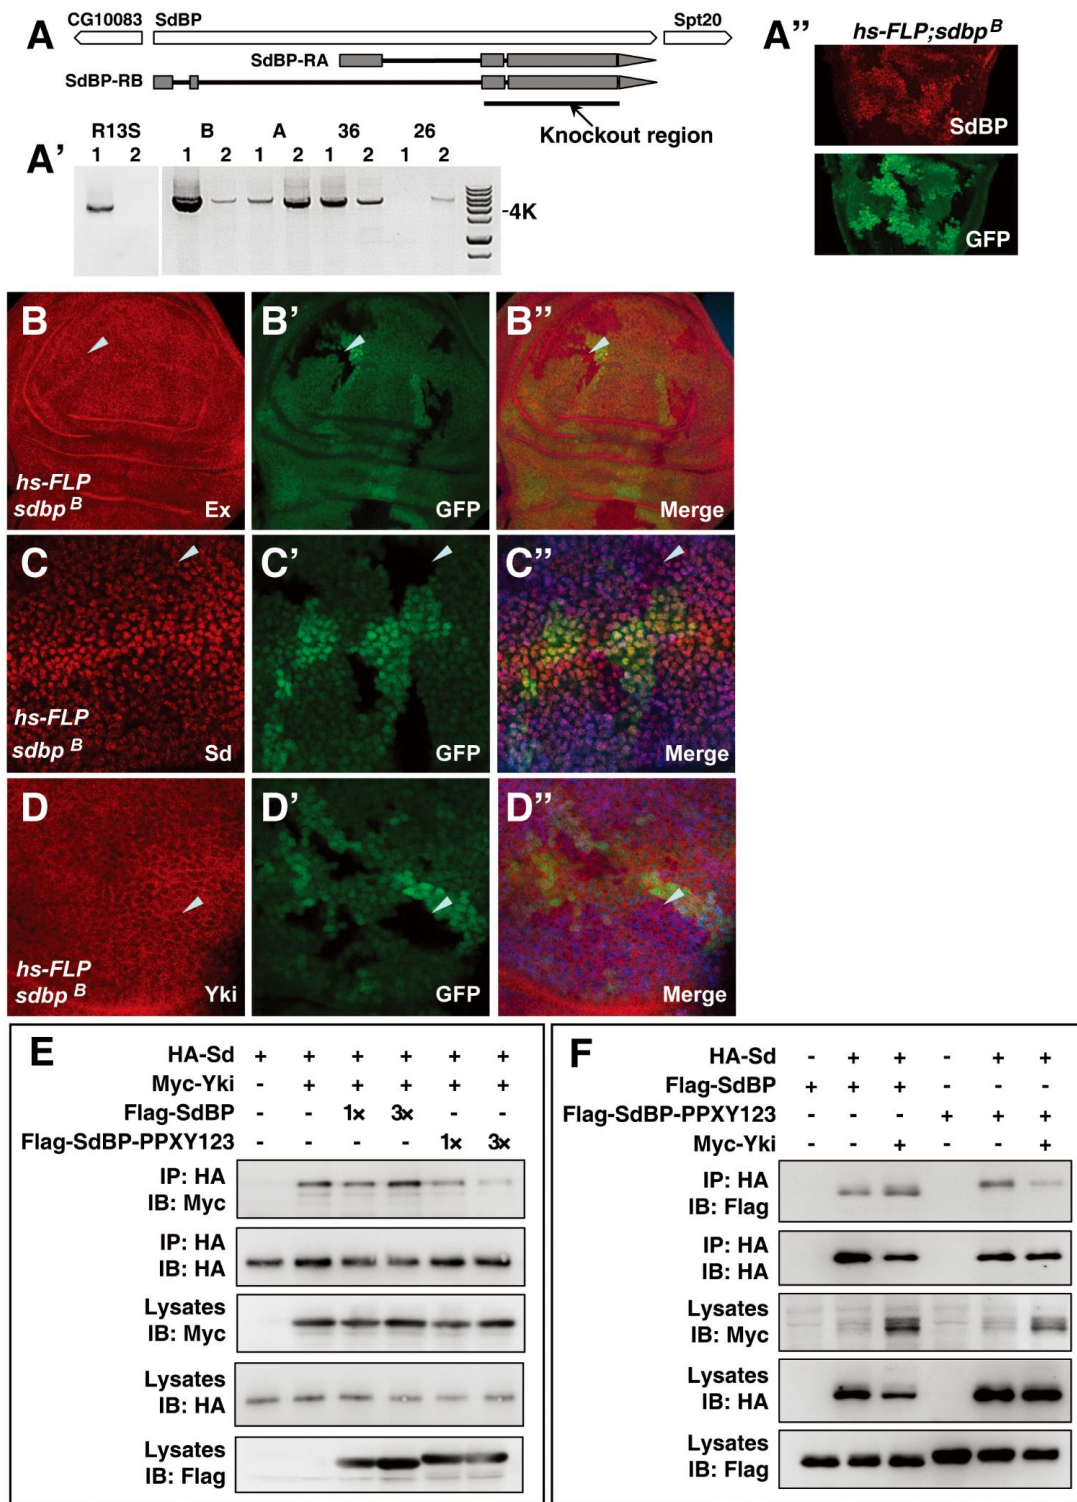 A
CG10083 SdBP Spt20
SdBP-RA
SdBP-RB
Knockout region
A'
R13S B A 36 26
1 2 1 2 1 2 1 2 1 2
-4K
A''
hs-FLP;sdbp B
SdBP
GFP
B B' B''
hs-FLP
sdbp B Ex GFP Merge
C C' C''
hs-FLP
sdbp B Sd GFP Merge
D D' D''
hs-FLP
sdbp B Yki GFP Merge
E
HA-Sd + + + + + +
Myc-Yki - + + + + +
Flag-SdBP - - 1x 3x - -
Flag-SdBP-PPXY123 - - - - 1x 3x
IP: HA
IB: Myc
IP: HA
IB: HA
Lysates
IB: Myc
Lysates
IB: HA
Lysates
IB: Flag
F
HA-Sd - + + - + +
Flag-SdBP + + + - - -
Flag-SdBP-PPXY123 - - - + + +
Myc-Yki - - + - - +
IP: HA
IB: Flag
IP: HA
IB: HA
Lysates
IB: Myc
Lysates
IB: HA
Lysates
IB: Flag